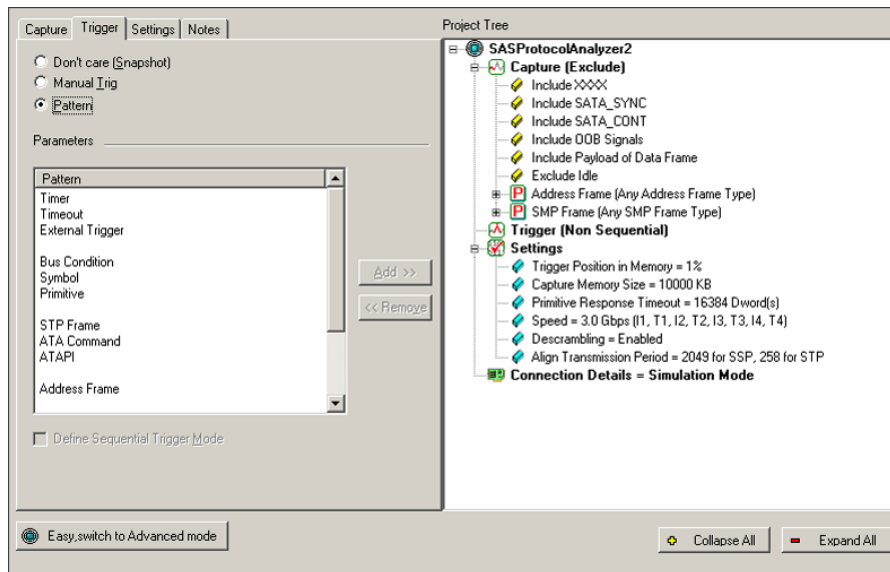 Capture Trigger Settings Notes
Don't care (Snapshot)
Manual Trig
Pattern
Parameters
Pattern
Timer
Timeout
External Trigger
Bus Condition
Symbol
Primitive
STP Frame
ATA Command
ATAPI
Address Frame
Add >>
<< Remove
Define Sequential Trigger Mode
Easy,switch to Advanced mode
Project Tree
SASProtocolAnalyzer2
Capture (Exclude)
Include XXXX
Include SATA_SYNC
Include SATA_CONT
Include OOB Signals
Include Payload of Data Frame
Exclude Idle
P Address Frame (Any Address Frame Type)
P SMP Frame (Any SMP Frame Type)
Trigger (Non Sequential)
Settings
Trigger Position in Memory = 1%
Capture Memory Size = 10000 KB
Primitive Response Timeout = 16384 Dword(s)
Speed = 3.0 Gbps (I1, T1, I2, T2, I3, T3, I4, T4)
Descrambling = Enabled
Align Transmission Period = 2049 for SSP, 258 for STP
Connection Details = Simulation Mode
Collapse All
Expand All